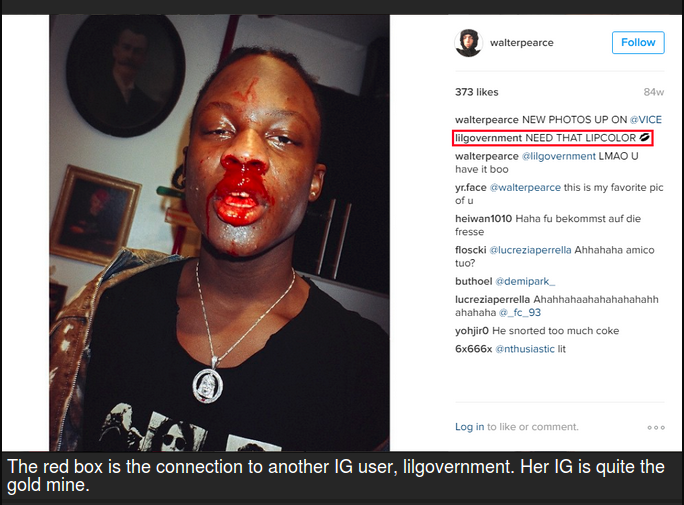 walterpearce
Follow
373 likes
84w
walterpearce NEW PHOTOS UP ON @VICE
lilgovernment NEED THAT LIPCOLOR 💋
walterpearce @lilgovernment LMAO U
have it boo
yr.face @walterpearce this is my favorite pic
of u
heiwan1010 Haha fu bekommst auf die
fresse
floscki @lucreziaperrella Ahhahaha amico
tuo?
buthoel @demipark_
lucreziaperrella Ahahhahaahahahahahahh
ahahaha @_fc_93
yohjir0 He snorted too much coke
6x666x @nthusiastic lit
Log in to like or comment.
The red box is the connection to another IG user, lilgovernment. Her IG is quite the
gold mine.